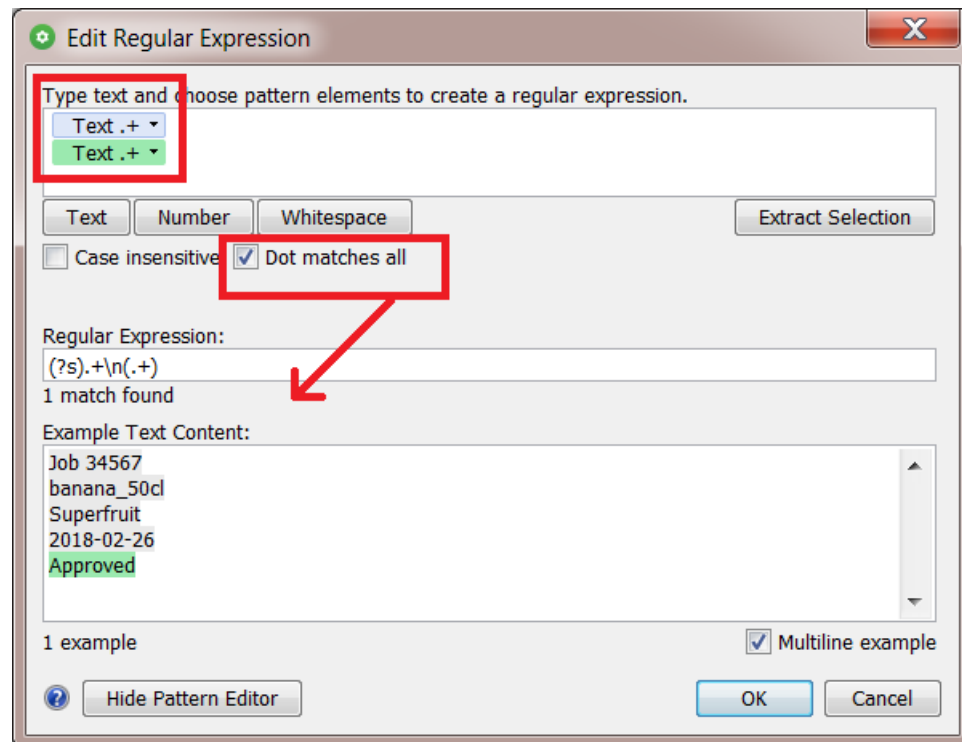 Edit Regular Expression
Type text and choose pattern elements to create a regular expression.
Text .+
Text .+
Text Number Whitespace Extract Selection
Case insensitive Dot matches all
Regular Expression:
(?s).+\n(.+)
1 match found
Example Text Content:
Job 34567
banana_50cl
Superfruit
2018-02-26
Approved
1 example Multiline example
? Hide Pattern Editor OK Cancel